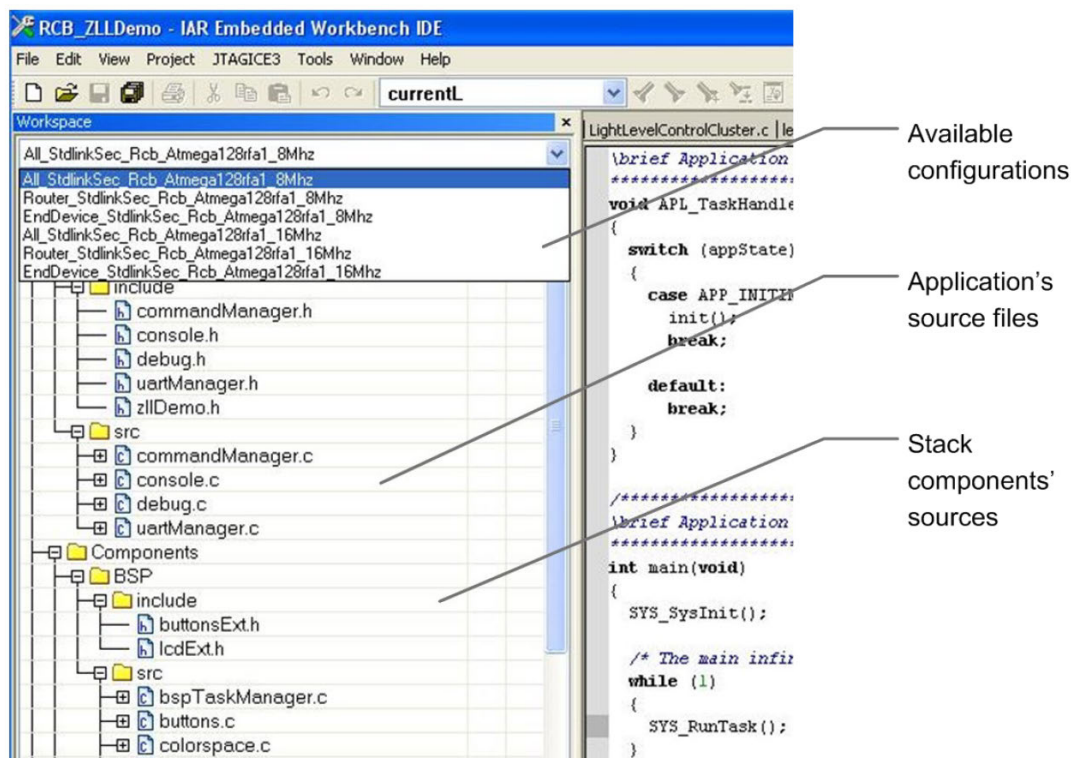 RCB_ZLLDemo - IAR Embedded Workbench IDE
File Edit View Project JTAGICE3 Tools Window Help
currentL
Workspace
All_StdlinkSec_Rcb_Atmega128rfa1_8Mhz
All_StdlinkSec_Rcb_Atmega128rfa1_8Mhz
Router_StdlinkSec_Rcb_Atmega128rfa1_8Mhz
EndDevice_StdlinkSec_Rcb_Atmega128rfa1_8Mhz
All_StdlinkSec_Rcb_Atmega128rfa1_16Mhz
Router_StdlinkSec_Rcb_Atmega128rfa1_16Mhz
EndDevice_StdlinkSec_Rcb_Atmega128rfa1_16Mhz
include
commandManager.h
console.h
debug.h
uartManager.h
zllDemo.h
src
commandManager.c
console.c
debug.c
uartManager.c
Components
BSP
include
buttonsExt.h
lcdExt.h
src
bspTaskManager.c
buttons.c
colorspace.c
LightLevelControlCluster.c le
\brief Application
********************
void APL_TaskHandle
{
switch (appState)
{
case APP_INITI
init();
break;
default:
break;
}
}
/*******************
\brief Application
********************
int main(void)
{
SYS_SysInit();
/* The main infi
while (1)
{
SYS_RunTask();
}
Available
configurations
Application's
source files
Stack
components'
sources